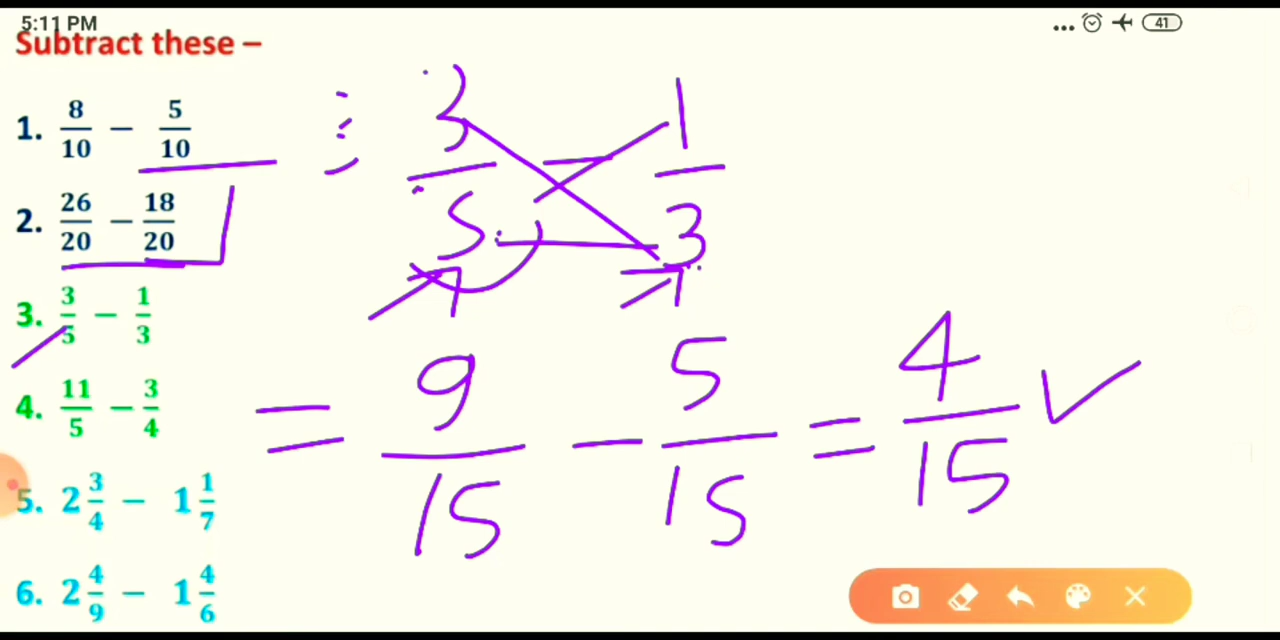 5:11 PM
41
Subtract these –
1. 8/10 – 5/10
2. 26/20 – 18/20
3. 3/5 – 1/3
4. 11/5 – 3/4
5. 2 3/4 – 1 1/7
6. 2 4/9 – 1 4/6
3/5 – 1/3
= 9/15 – 5/15 = 4/15 ✓